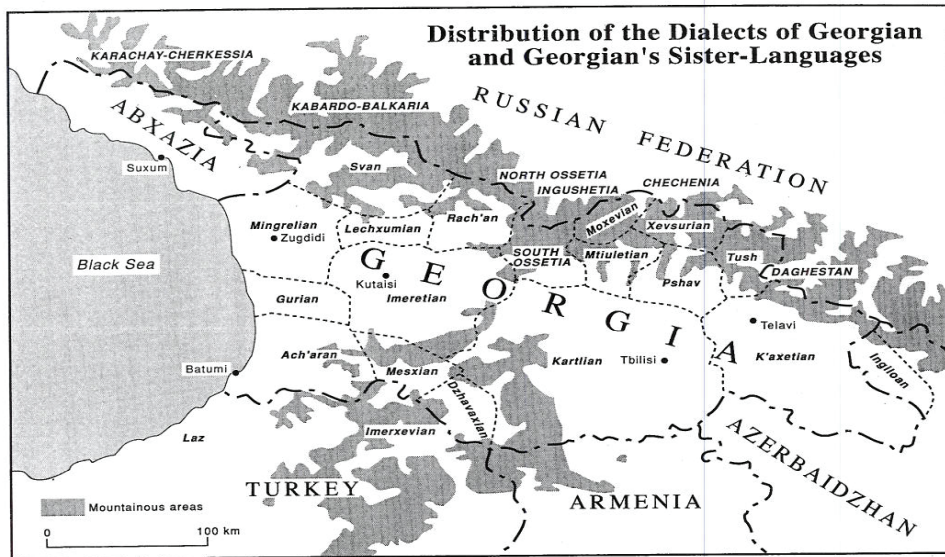 Distribution of the Dialects of Georgian
and Georgian's Sister-Languages
KARACHAY-CHERKESSIA
ABXAZIA
KABARDO-BALKARIA
RUSSIAN FEDERATION
Suxum
Svan
NORTH OSSETIA
INGUSHETIA
CHECHENIA
Mingrelian
Zugdidi
Lechxumian
Rach'an
Moxevian
Xevsurian
Black Sea
GEORGIA
SOUTH
OSSETIA
Mtiuletian
Tush
DAGHESTAN
Kutaisi
Imeretian
Pshav
Gurian
Telavi
Ach'aran
Kartlian
Tbilisi
K'axetian
Ingiloan
Batumi
Mesxian
Dzhavaxian
Laz
Imerxevian
AZERBAIDZHAN
TURKEY
ARMENIA
Mountainous areas
0 100 km